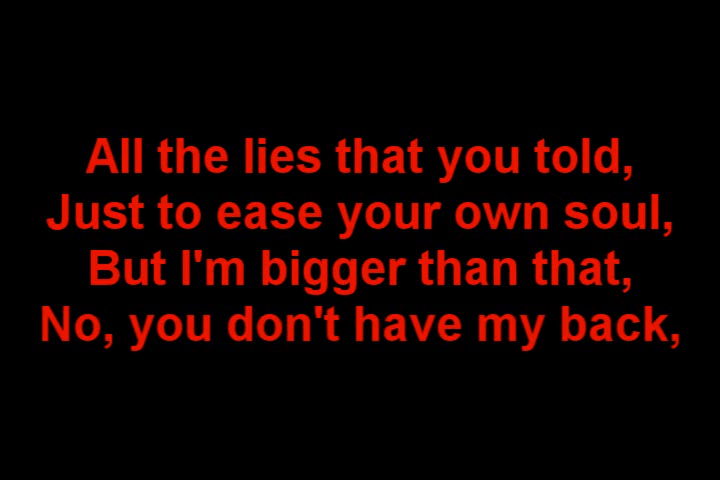 All the lies that you told,
Just to ease your own soul,
But I'm bigger than that,
No, you don't have my back,